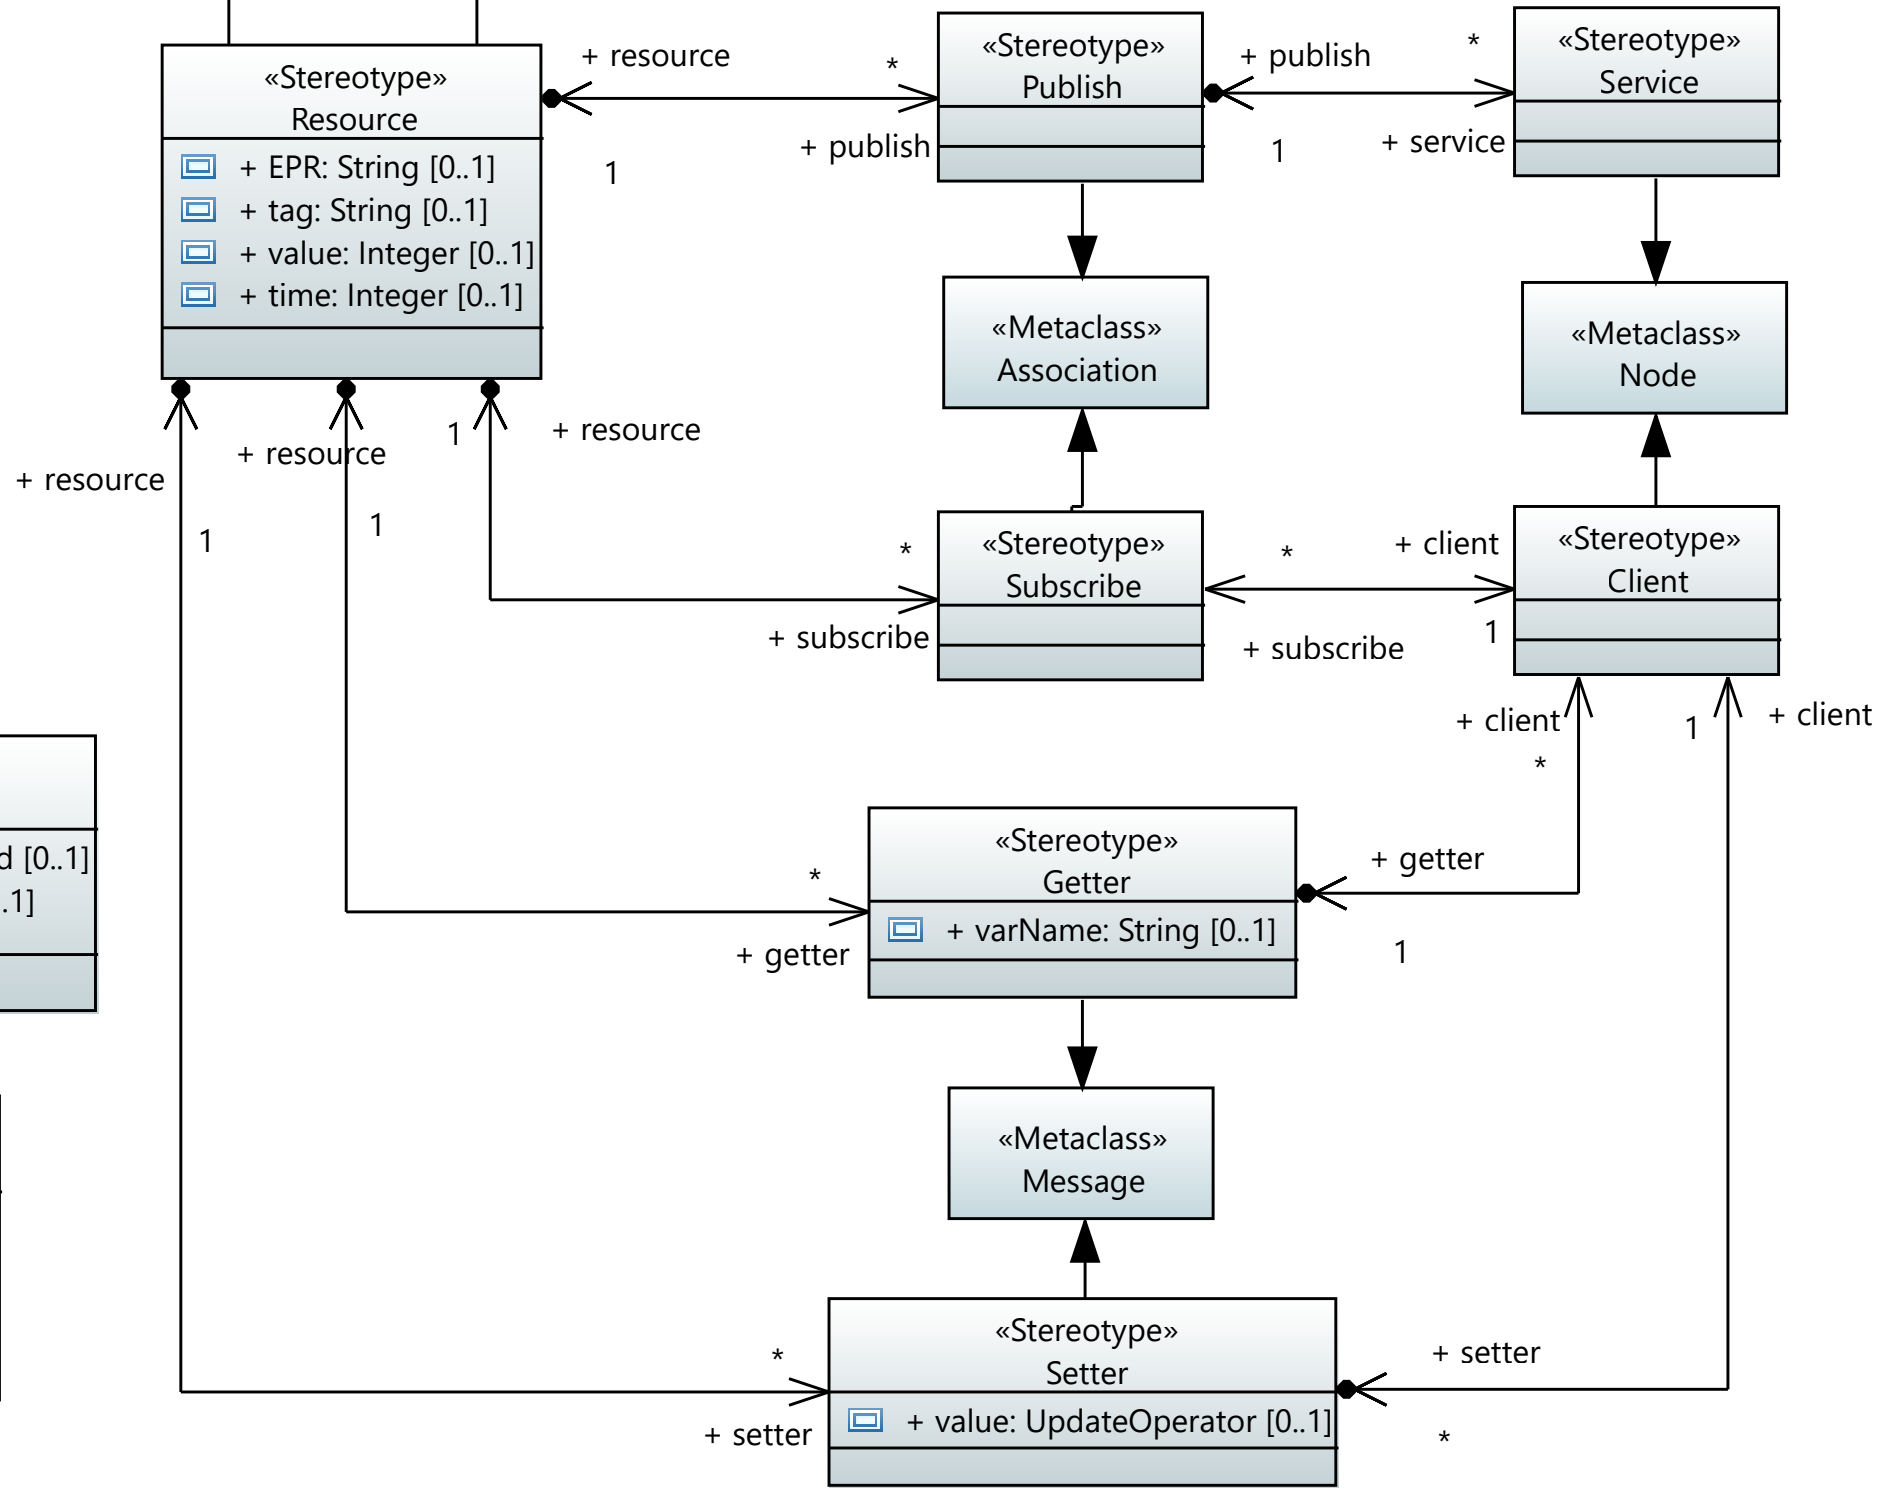 «Stereotype»
Resource
+ EPR: String [0..1]
+ tag: String [0..1]
+ value: Integer [0..1]
+ time: Integer [0..1]
+ resource
*
+ publish
1
«Stereotype»
Publish
+ publish
*
1
+ service
«Stereotype»
Service
«Metaclass»
Association
«Metaclass»
Node
+ resource
1
+ resource
1
1
+ resource
*
+ subscribe
«Stereotype»
Subscribe
*
+ client
+ subscribe
1
«Stereotype»
Client
+ client
*
1
+ client
d [0..1]
.1]
*
+ getter
«Stereotype»
Getter
+ varName: String [0..1]
+ getter
1
«Metaclass»
Message
*
+ setter
«Stereotype»
Setter
+ value: UpdateOperator [0..1]
+ setter
*